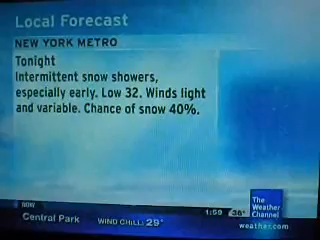 Local Forecast
NEW YORK METRO
Tonight
Intermittent snow showers,
especially early. Low 32. Winds light
and variable. Chance of snow 40%.
NOW
1:59 36°
The
Weather
Channel
Central Park WIND CHILL: 29°
weather.com